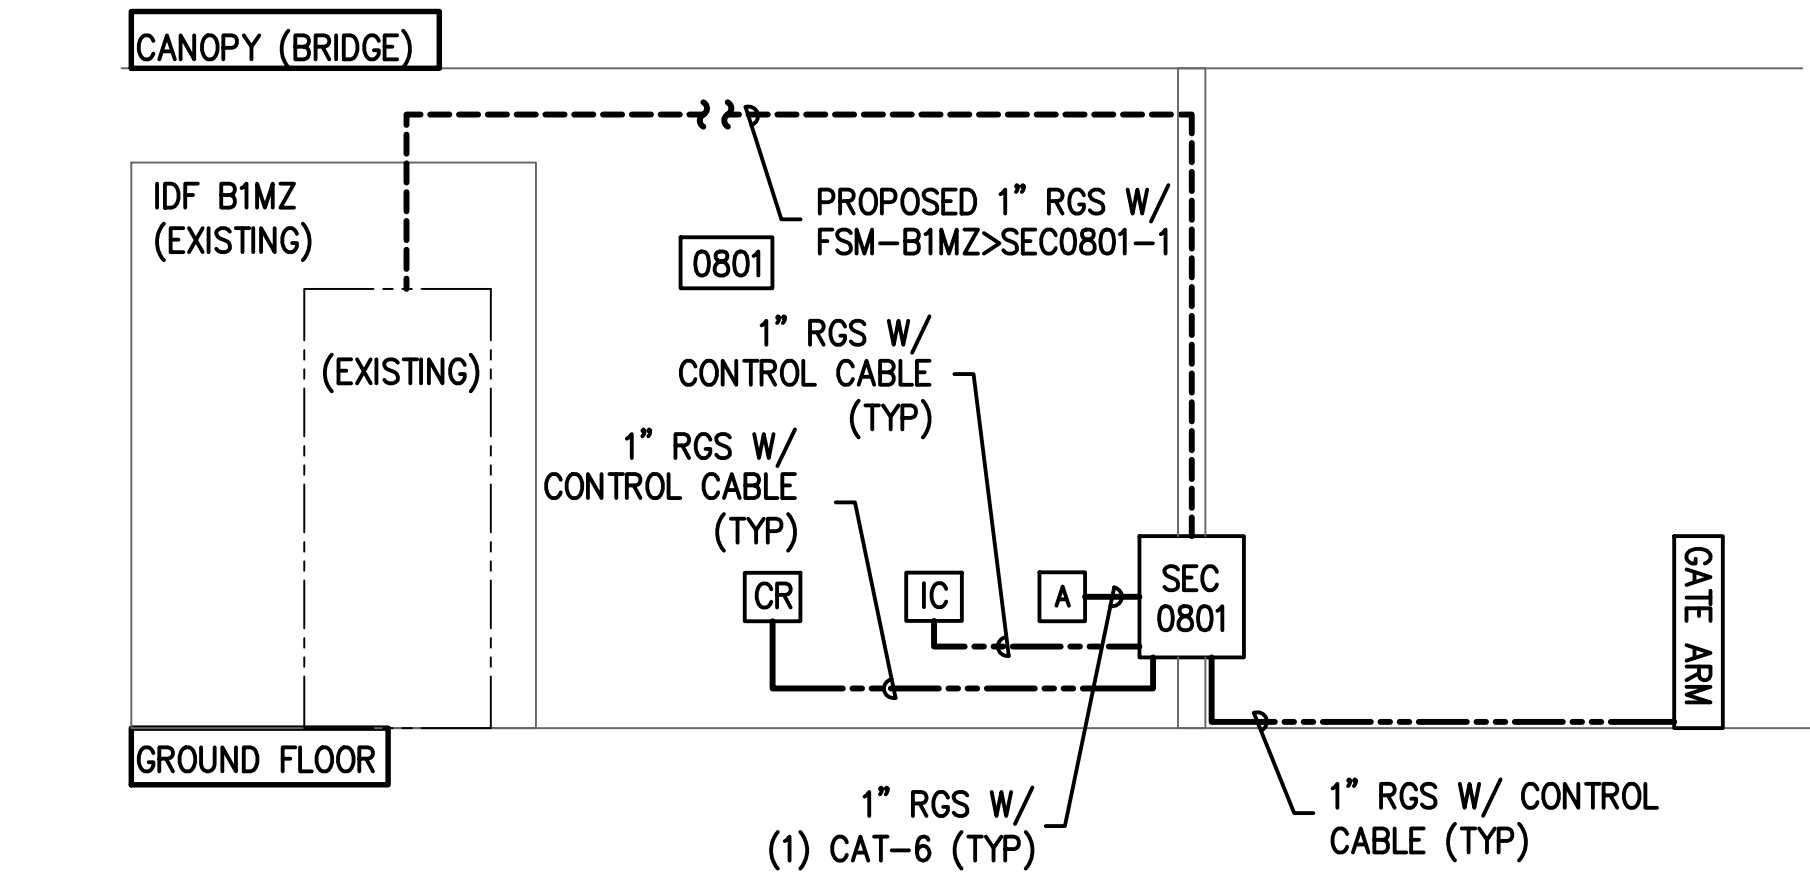 CANOPY (BRIDGE)
IDF B1MZ
(EXISTING)
PROPOSED 1" RGS W/
FSM-B1MZ>SEC0801-1
0801
(EXISTING)
1" RGS W/
CONTROL CABLE
(TYP)
1" RGS W/
CONTROL CABLE
(TYP)
CR
IC
A
SEC
0801
GATE ARM
GROUND FLOOR
1" RGS W/
(1) CAT-6 (TYP)
1" RGS W/ CONTROL
CABLE (TYP)